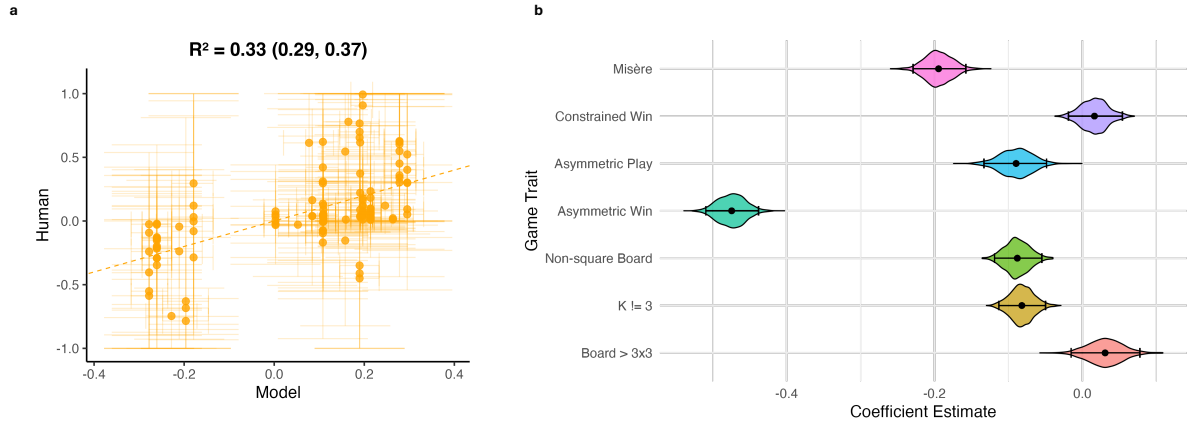 a
R² = 0.33 (0.29, 0.37)
Human
1.0
0.5
0.0
-0.5
-1.0
-0.4
-0.2
0.0
0.2
0.4
Model
b
Game Trait
Misère
Constrained Win
Asymmetric Play
Asymmetric Win
Non-square Board
K != 3
Board > 3x3
-0.4
-0.2
0.0
Coefficient Estimate